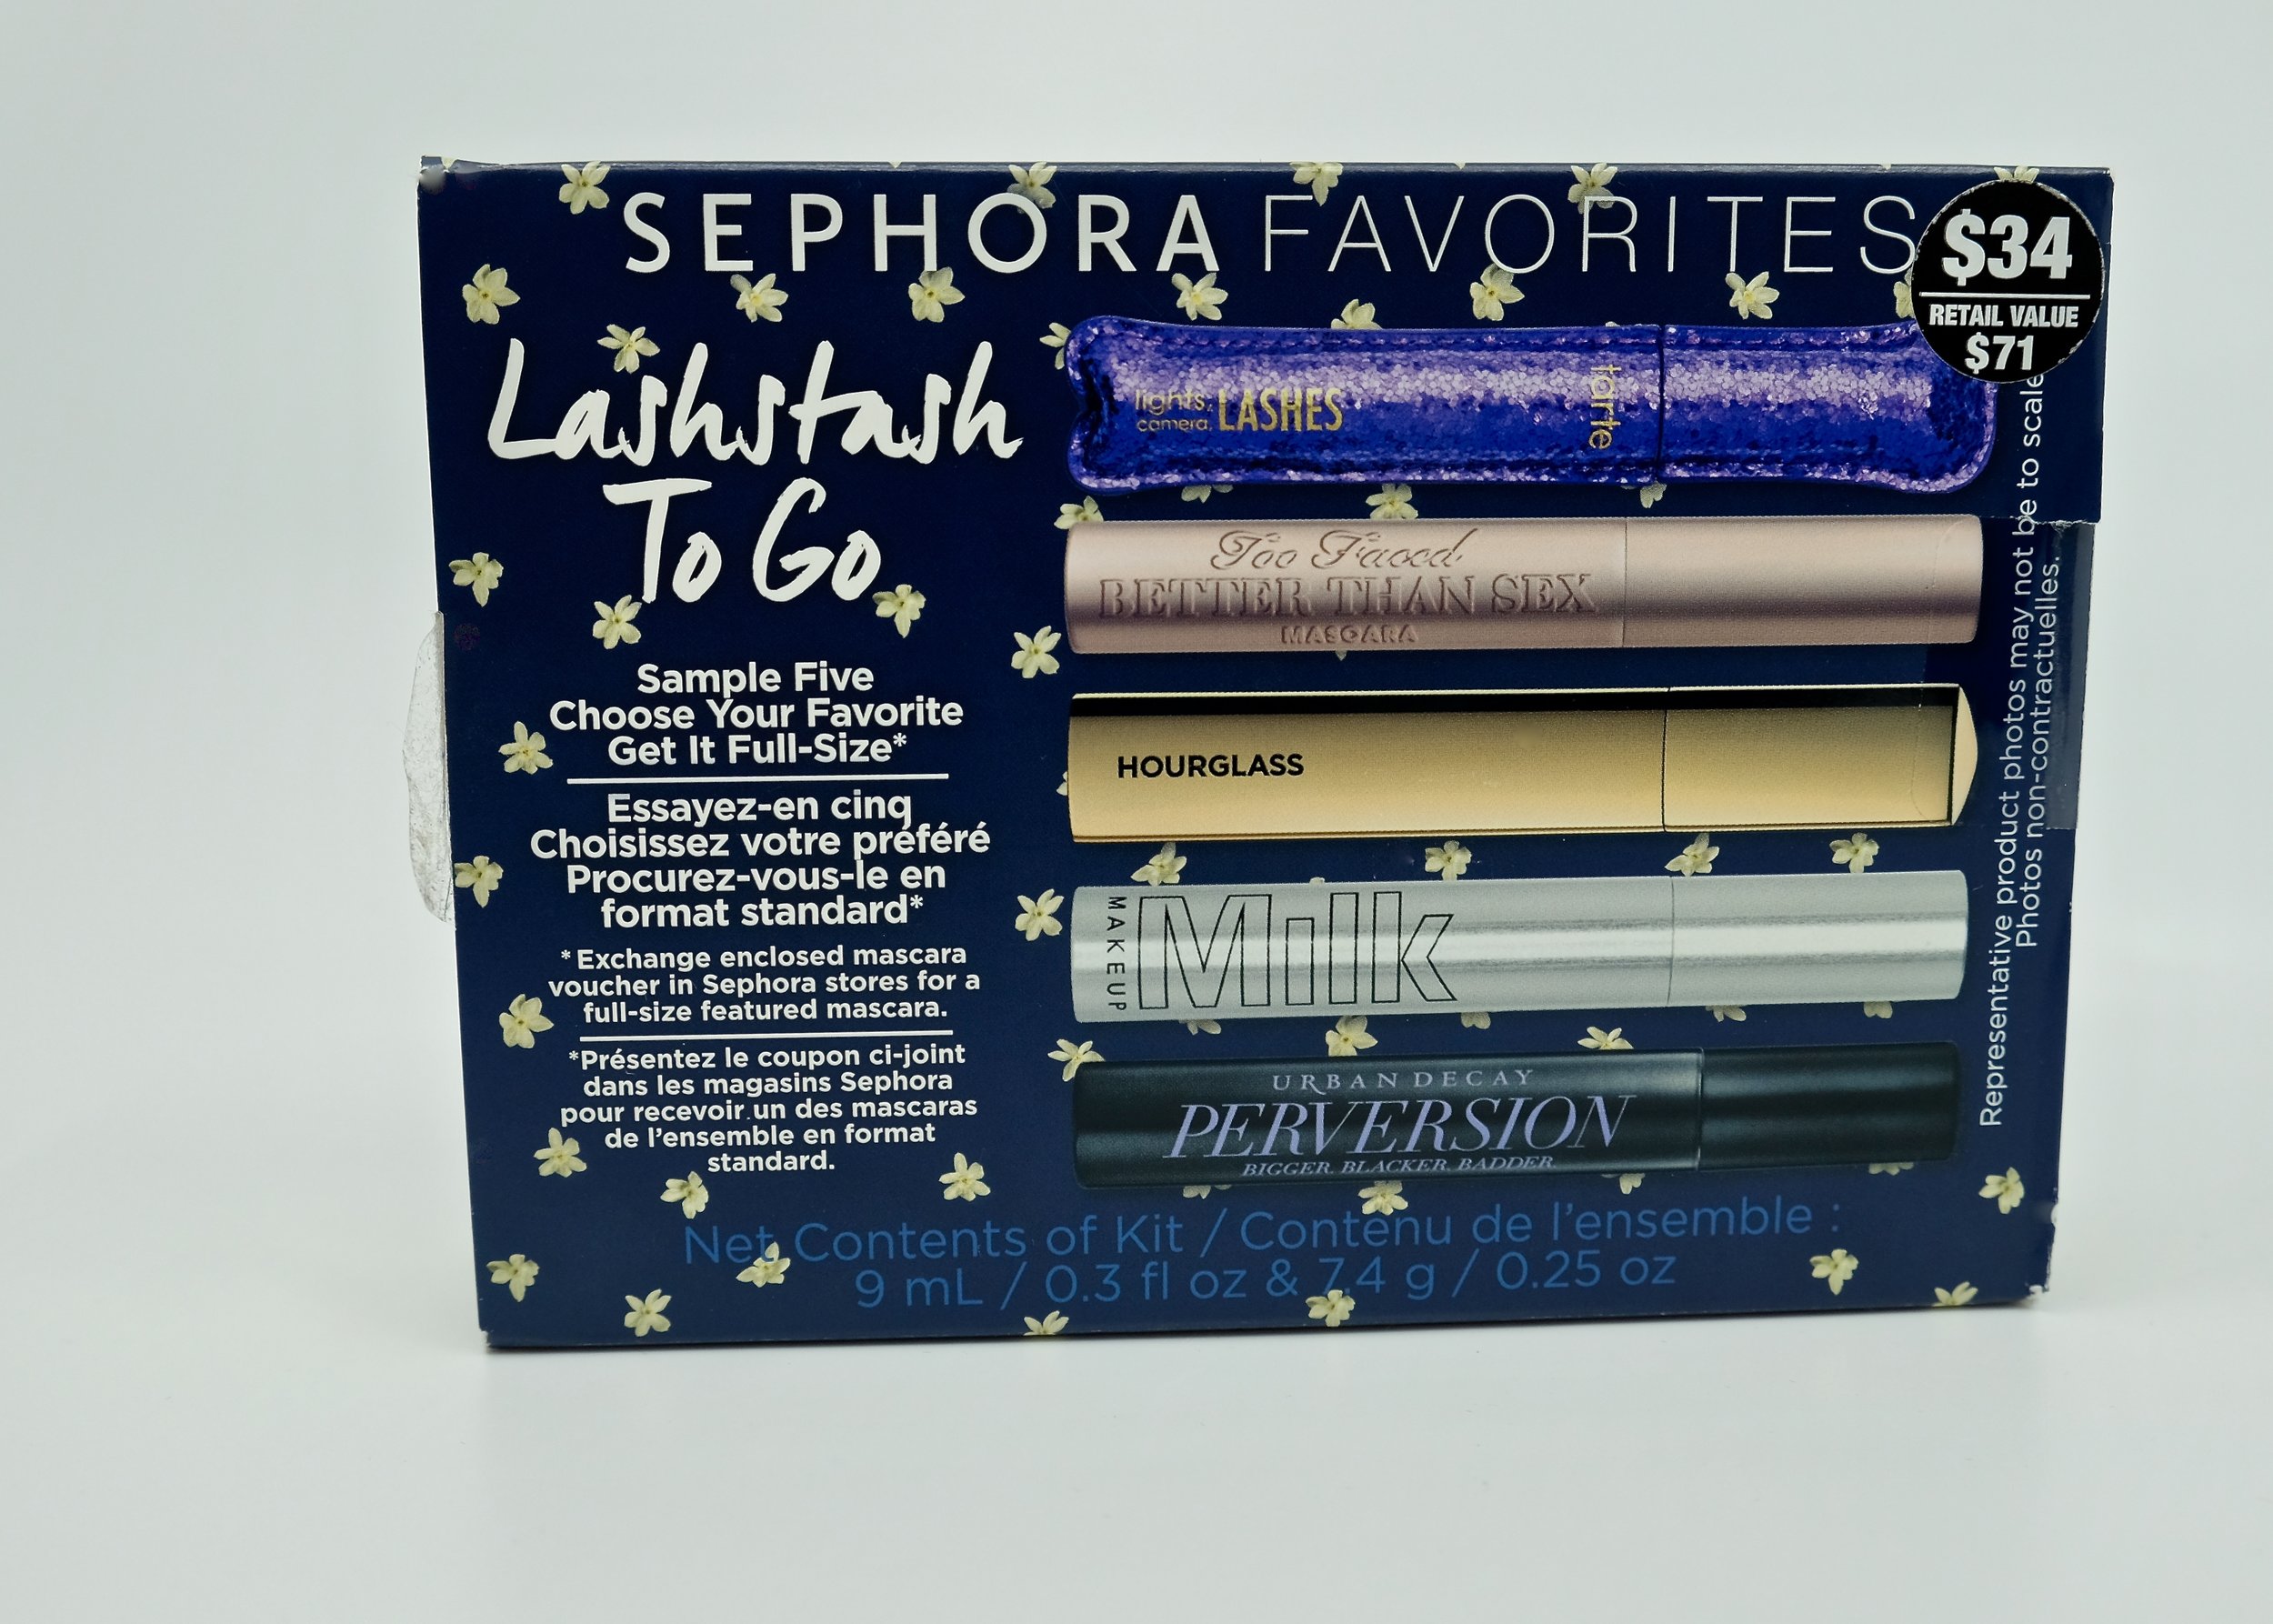 SEPHORA FAVORITES
$34
RETAIL VALUE
$71
Lashstash
To Go
Sample Five
Choose Your Favorite
Get It Full-Size*
Essayez-en cinq
Choisissez votre préféré
Procurez-vous-le en
format standard*
*Exchange enclosed mascara
voucher in Sephora stores for a
full-size featured mascara.
*Présentez le coupon ci-joint
dans les magasins Sephora
pour recevoir un des mascaras
de l'ensemble en format
standard.
lights,
camera, LASHES
tarte
Too Faced
BETTER THAN SEX
MASCARA
HOURGLASS
MAKEUP
Milk
URBAN DECAY
PERVERSION
BIGGER. BLACKER. BADDER.
Representative product photos may not be to scale
Photos non-contractuelles.
Net Contents of Kit / Contenu de l'ensemble :
9 mL / 0.3 fl oz & 7.4 g / 0.25 oz